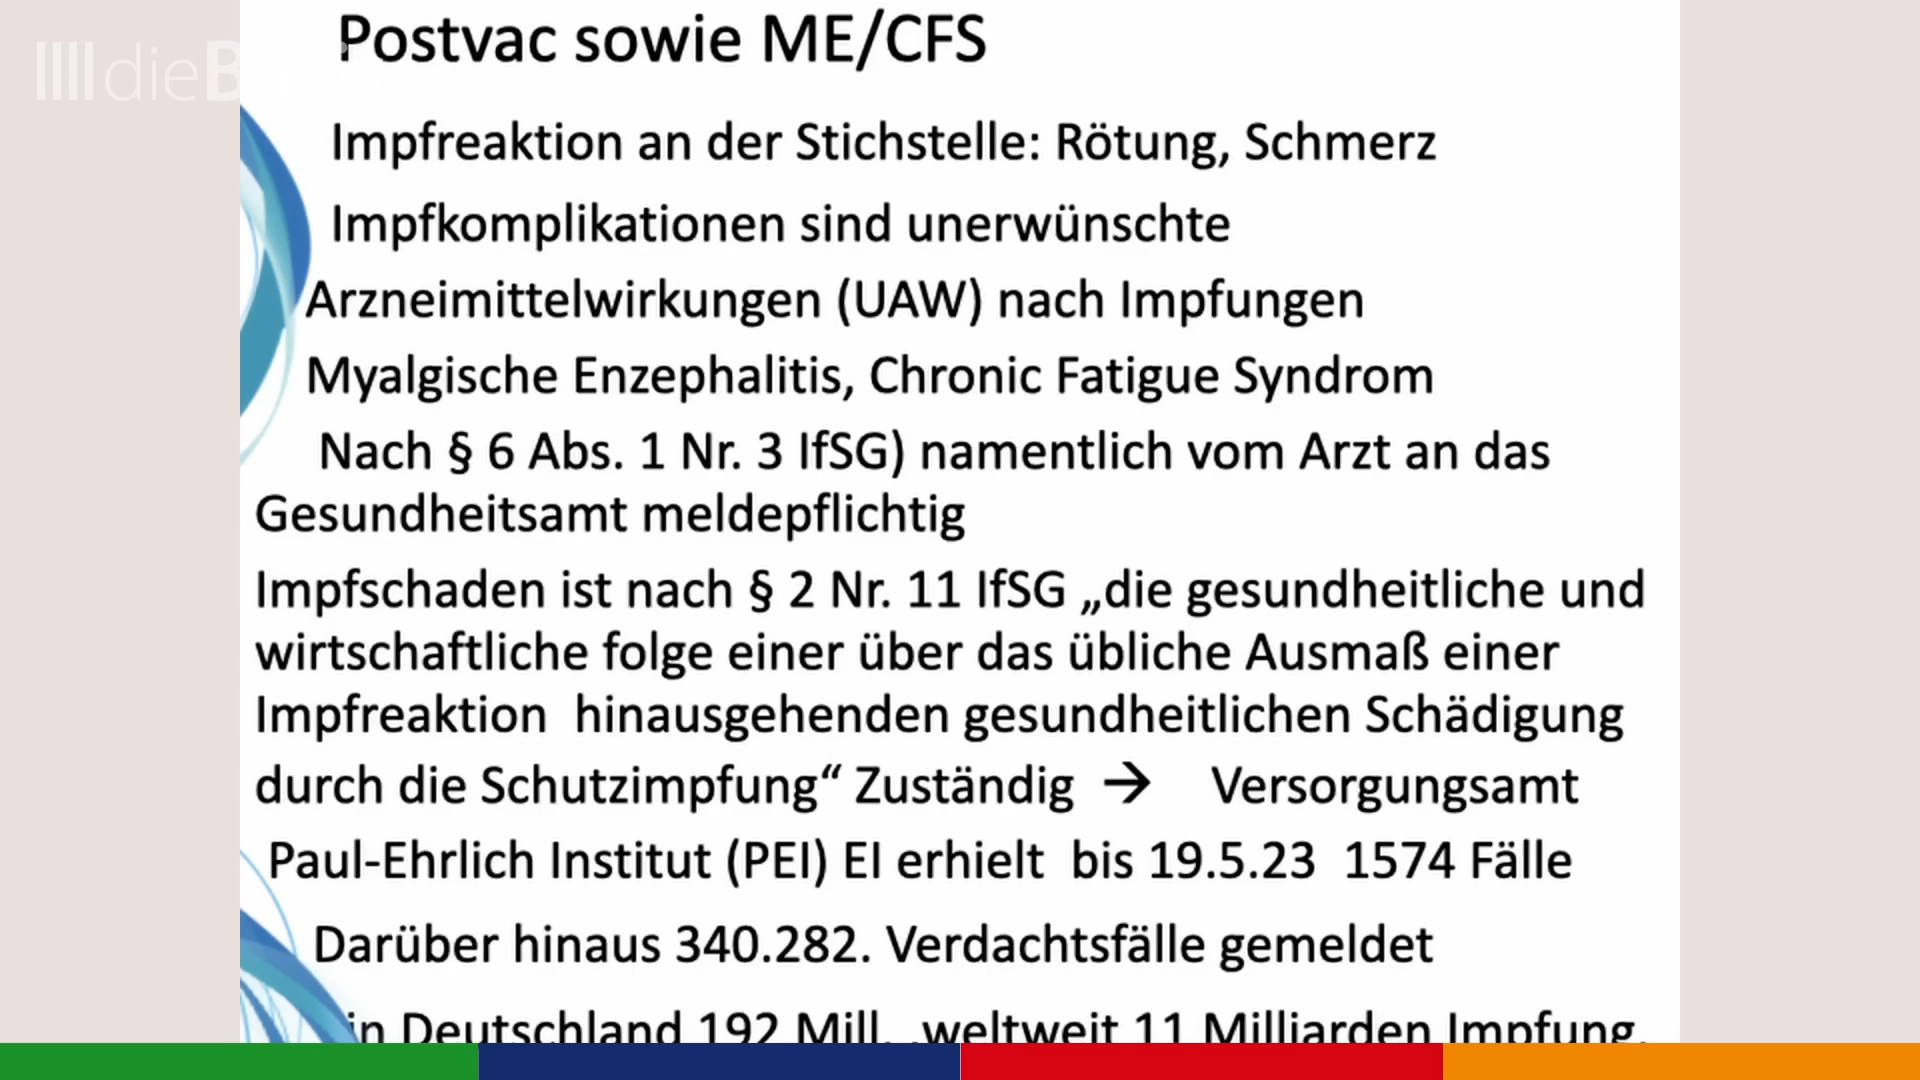 dieB
Postvac sowie ME/CFS
Impfreaktion an der Stichstelle: Rötung, Schmerz
Impfkomplikationen sind unerwünschte
Arzneimittelwirkungen (UAW) nach Impfungen
Myalgische Enzephalitis, Chronic Fatigue Syndrom
Nach § 6 Abs. 1 Nr. 3 IfSG) namentlich vom Arzt an das
Gesundheitsamt meldepflichtig
Impfschaden ist nach § 2 Nr. 11 IfSG „die gesundheitliche und
wirtschaftliche folge einer über das übliche Ausmaß einer
Impfreaktion hinausgehenden gesundheitlichen Schädigung
durch die Schutzimpfung“ Zuständig → Versorgungsamt
Paul-Ehrlich Institut (PEI) EI erhielt bis 19.5.23 1574 Fälle
Darüber hinaus 340.282. Verdachtsfälle gemeldet
in Deutschland 192 Mill. ,weltweit 11 Milliarden Impfung.